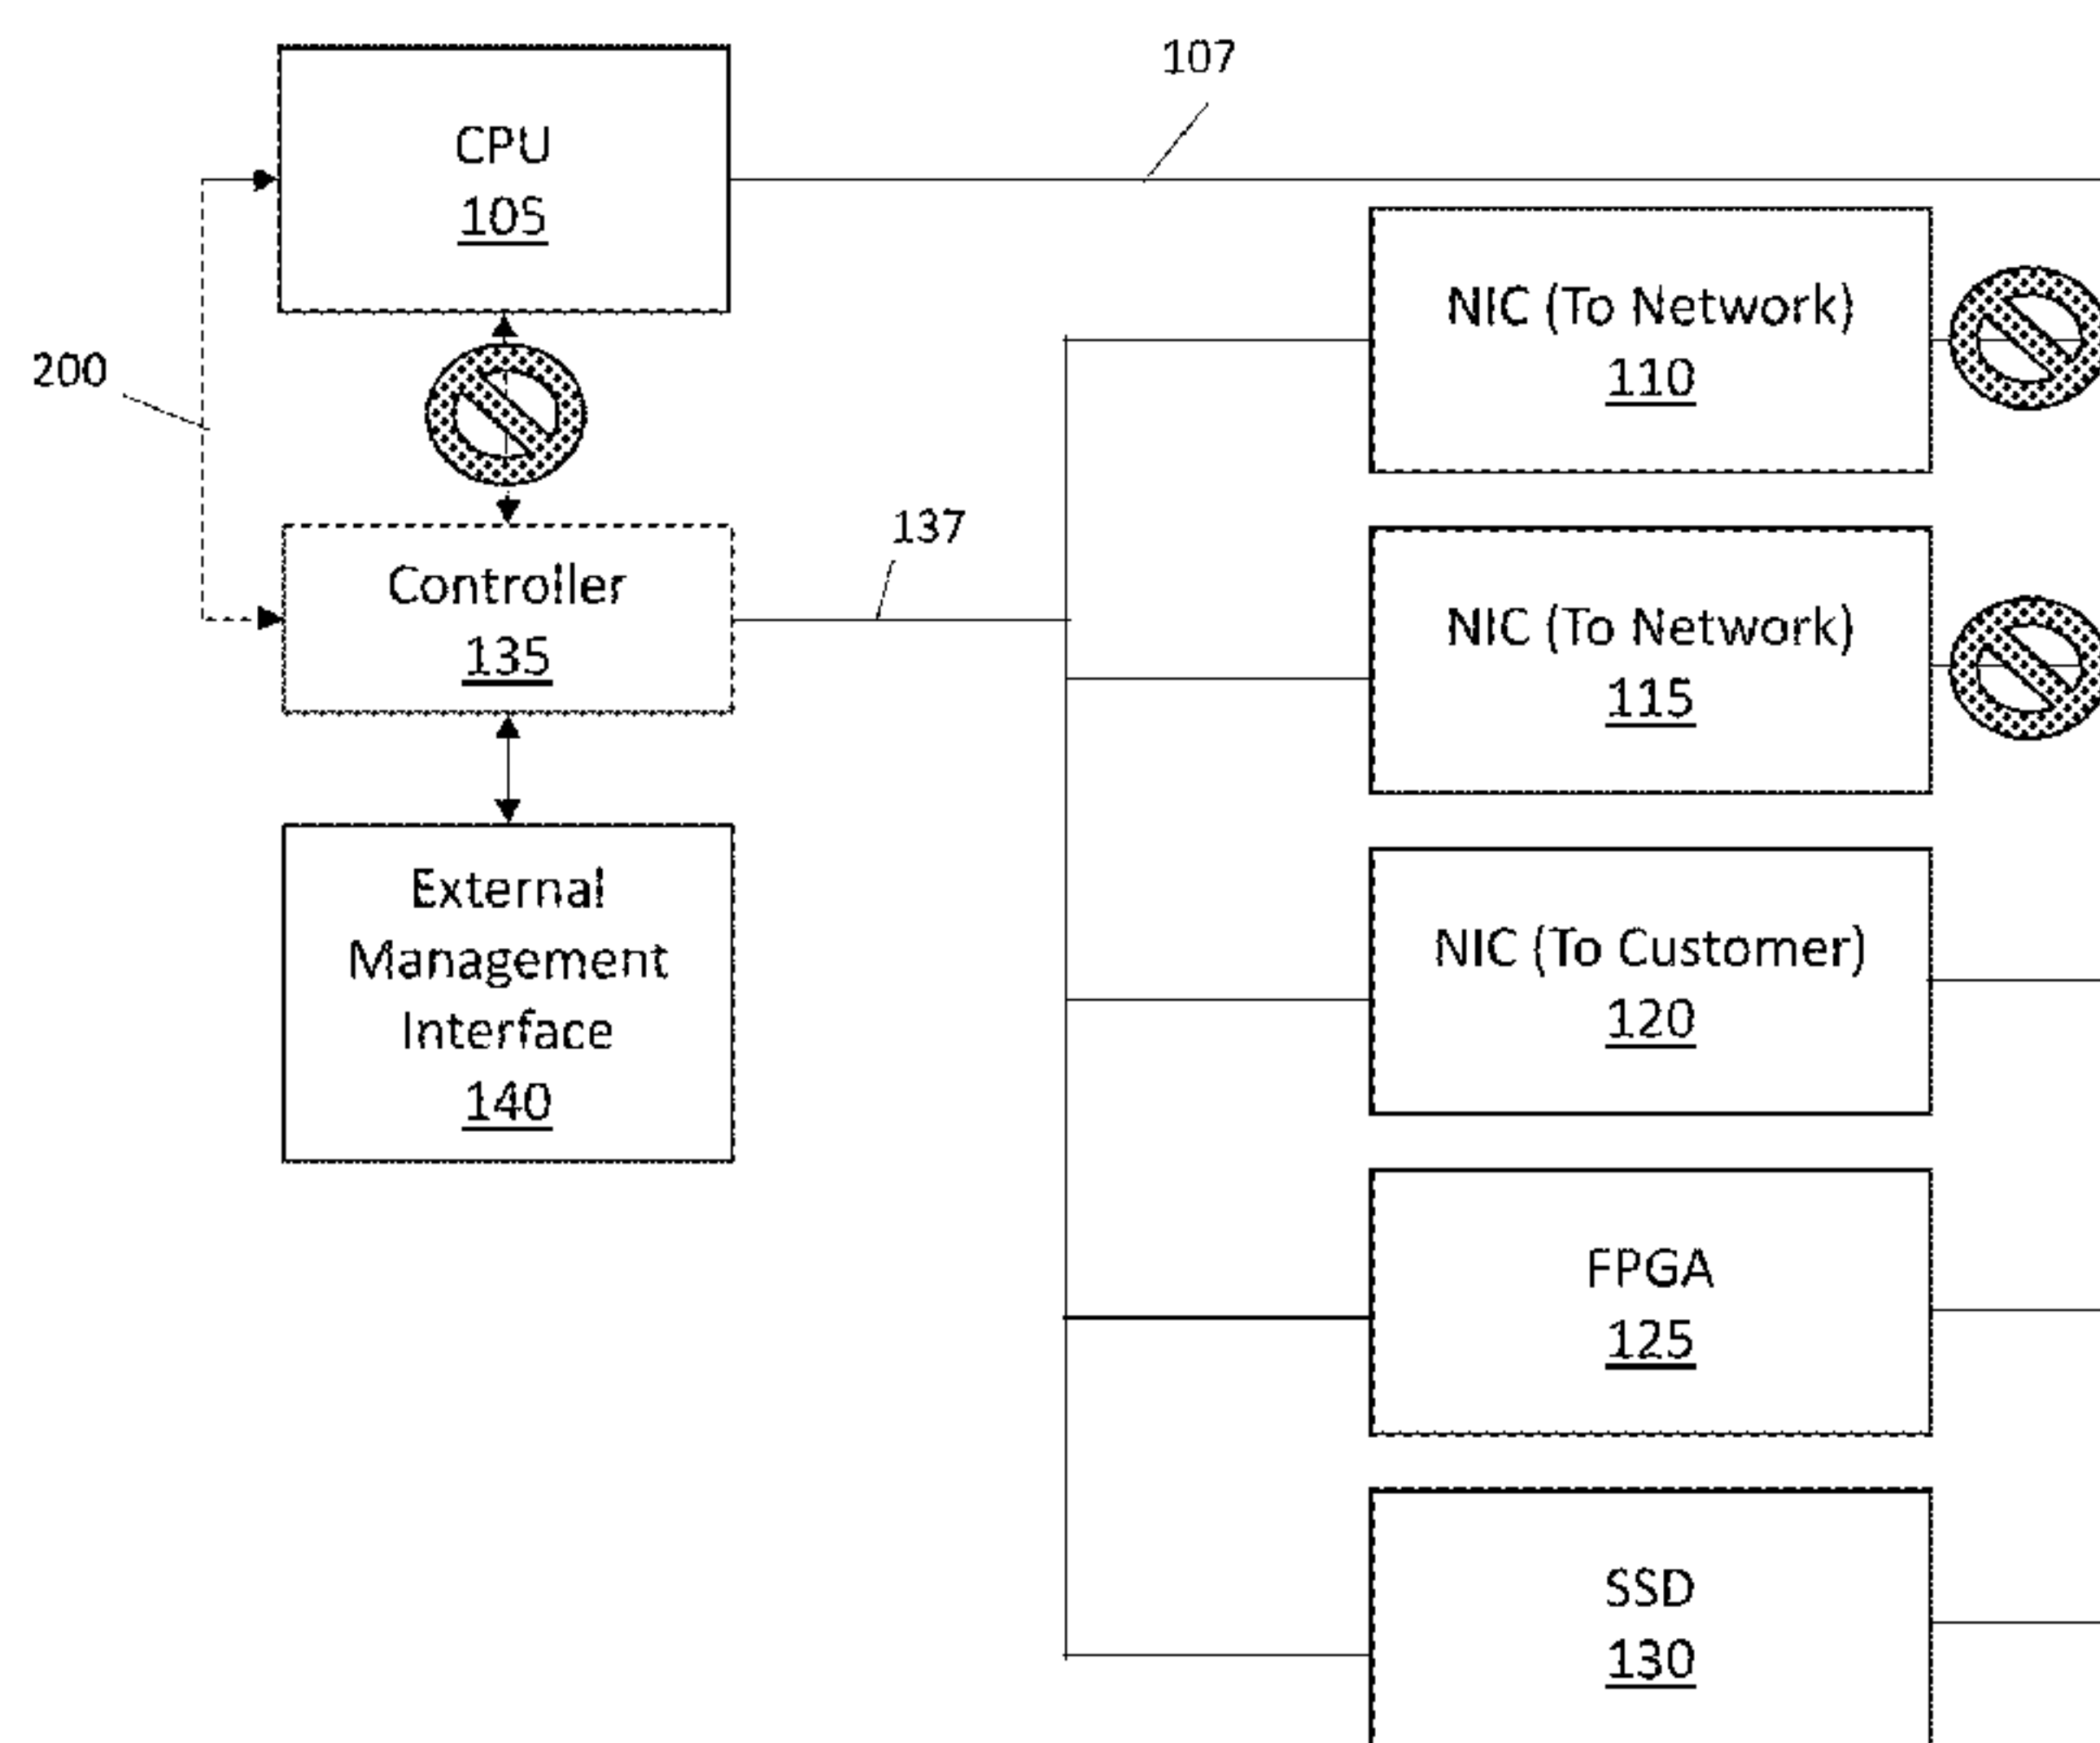 107
CPU
105
NIC (To Network)
110
200
137
Controller
135
NIC (To Network)
115
External
Management
Interface
140
NIC (To Customer)
120
FPGA
125
SSD
130